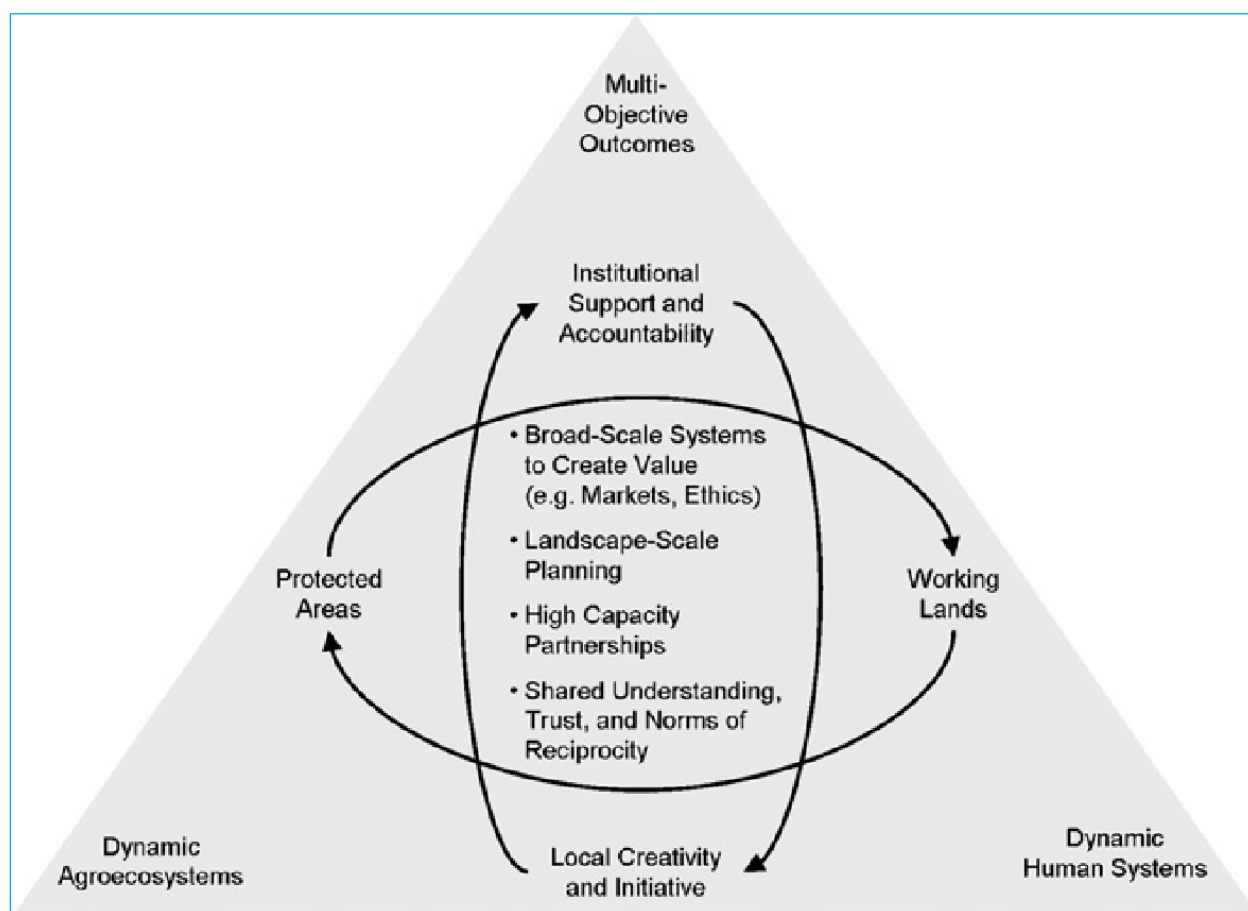 Multi-
Objective
Outcomes
Institutional
Support and
Accountability
• Broad-Scale Systems
to Create Value
(e.g. Markets, Ethics)
• Landscape-Scale
Planning
Protected
Areas
Working
Lands
• High Capacity
Partnerships
• Shared Understanding,
Trust, and Norms of
Reciprocity
Dynamic
Agroecosystems
Local Creativity
and Initiative
Dynamic
Human Systems